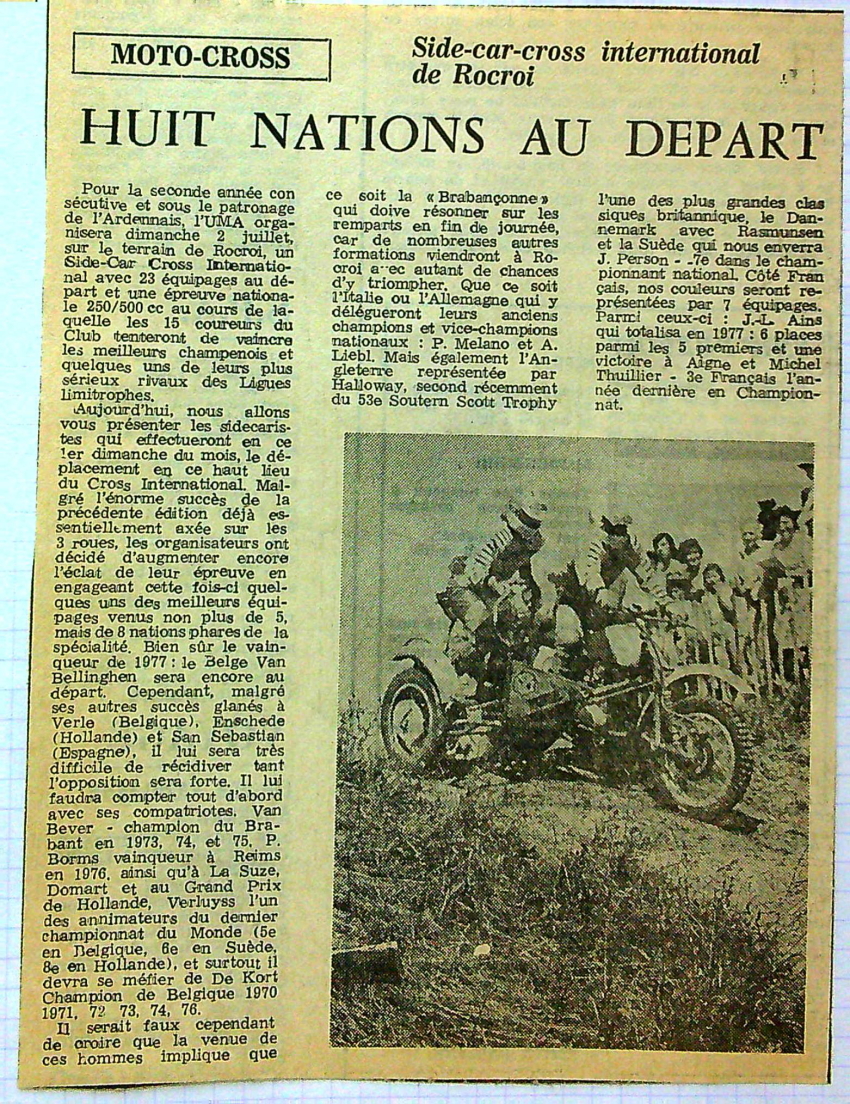 MOTO-CROSS
Side-car-cross international
de Rocroi
HUIT NATIONS AU DEPART
Pour la seconde année con
sécutive et sous le patronage
de l'Ardennais, l'UMA orga-
nisera dimanche 2 juillet,
sur le terrain de Rocroi, un
Side-Car Cross Internatio-
nal avec 23 équipages au dé-
part et une épreuve nationa-
le 250/500 cc au cours de la-
quelle les 15 coureurs du
Club tenteront de vaincre
les meilleurs champenois et
quelques uns de leurs plus
sérieux rivaux des Ligues
limitrophes.
Aujourd'hui, nous allons
vous présenter les sidecaris-
tes qui effectueront en ce
1er dimanche du mois, le dé-
placement en ce haut lieu
du Cross International. Mal-
gré l'énorme succès de la
précédente édition déjà es-
sentiellement axée sur les
3 roues, les organisateurs ont
décidé d'augmenter encore
l'éclat de leur épreuve en
engageant cette fois-ci quel-
ques uns des meilleurs équi-
pages venus non plus de 5,
mais de 8 nations phares de la
spécialité. Bien sûr le vain-
queur de 1977 : le Belge Van
Bellinghen sera encore au
départ. Cependant, malgré
ses autres succès glanés à
Verle (Belgique), Enschede
(Hollande) et San Sebastian
(Espagne), il lui sera très
difficile de récidiver tant
l'opposition sera forte. Il lui
faudra compter tout d'abord
avec ses compatriotes. Van
Bever - champion du Bra-
bant en 1973, 74, et 75, P.
Borms vainqueur à Reims
en 1976, ainsi qu'à La Suze,
Domart et au Grand Prix
de Hollande, Verluyss l'un
des annimateurs du dernier
championnat du Monde (5e
en Belgique, 6e en Suède,
8e en Hollande), et surtout il
devra se méfier de De Kort
Champion de Belgique 1970
1971, 72 73, 74, 76.
Il serait faux cependant
de croire que la venue de
ces hommes implique que
ce soit la « Brabançonne »
qui doive résonner sur les
remparts en fin de journée,
car de nombreuses autres
formations viendront à Ro-
croi avec autant de chances
d'y triompher. Que ce soit
l'Italie ou l'Allemagne qui y
délégueront leurs anciens
champions et vice-champions
nationaux : P. Melano et A.
Liebl. Mais également l'An-
gleterre représentée par
Halloway, second récemment
du 53e Soutern Scott Trophy
l'une des plus grandes clas
siques britannique, le Dan-
nemark avec Rasmunsen
et la Suède qui nous enverra
J. Person - 7e dans le cham-
pionnant national. Côté Fran
çais, nos couleurs seront re-
présentées par 7 équipages.
Parmi ceux-ci : J.-L. Ains
qui totalisa en 1977 : 6 places
parmi les 5 premiers et une
victoire à Aigne et Michel
Thuillier - 3e Français l'an-
née dernière en Champion-
nat.